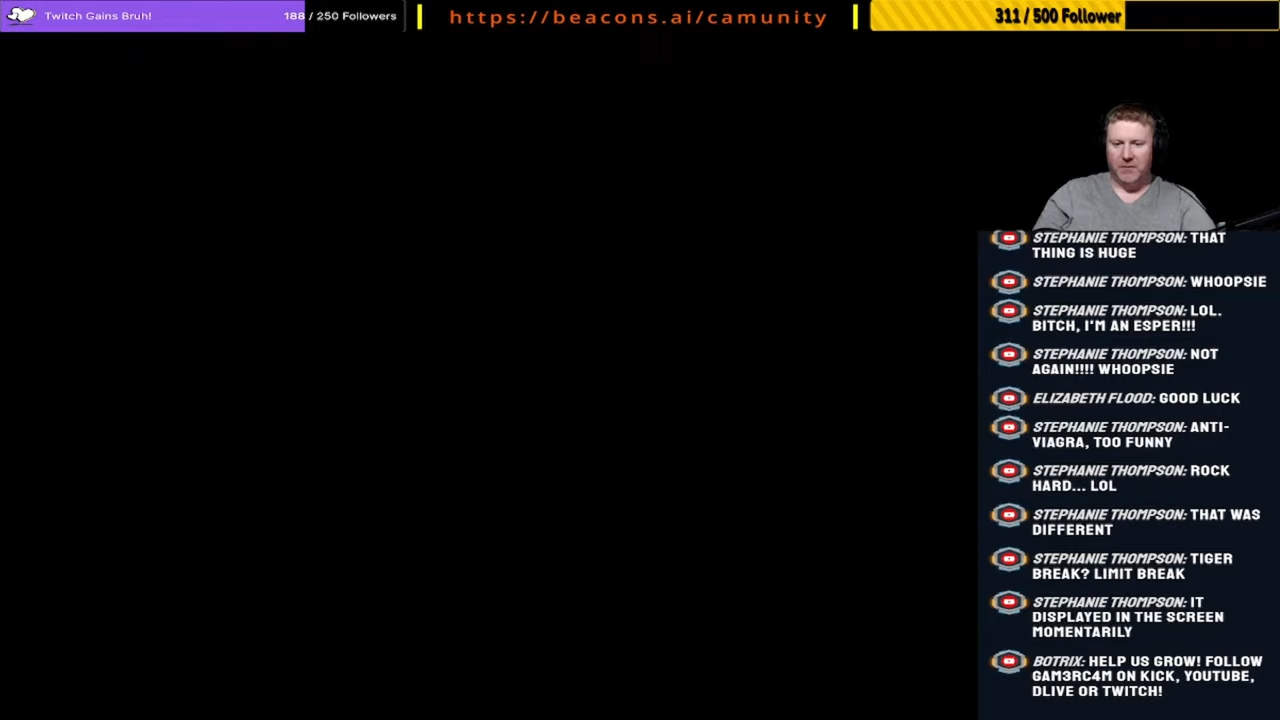 Twitch Gains Bruh!
188 / 250 Followers
https://beacons.ai/camunity
311 / 500 Follower
STEPHANIE THOMPSON: THAT
THING IS HUGE
STEPHANIE THOMPSON: WHOOPSIE
STEPHANIE THOMPSON: LOL.
BITCH, I'M AN ESPER!!!
STEPHANIE THOMPSON: NOT
AGAIN!!!! WHOOPSIE
ELIZABETH FLOOD: GOOD LUCK
STEPHANIE THOMPSON: ANTI-
VIAGRA, TOO FUNNY
STEPHANIE THOMPSON: ROCK
HARD... LOL
STEPHANIE THOMPSON: THAT WAS
DIFFERENT
STEPHANIE THOMPSON: TIGER
BREAK? LIMIT BREAK
STEPHANIE THOMPSON: IT
DISPLAYED IN THE SCREEN
MOMENTARILY
BOTRIX: HELP US GROW! FOLLOW
GAM3RC4M ON KICK, YOUTUBE,
DLIVE OR TWITCH!